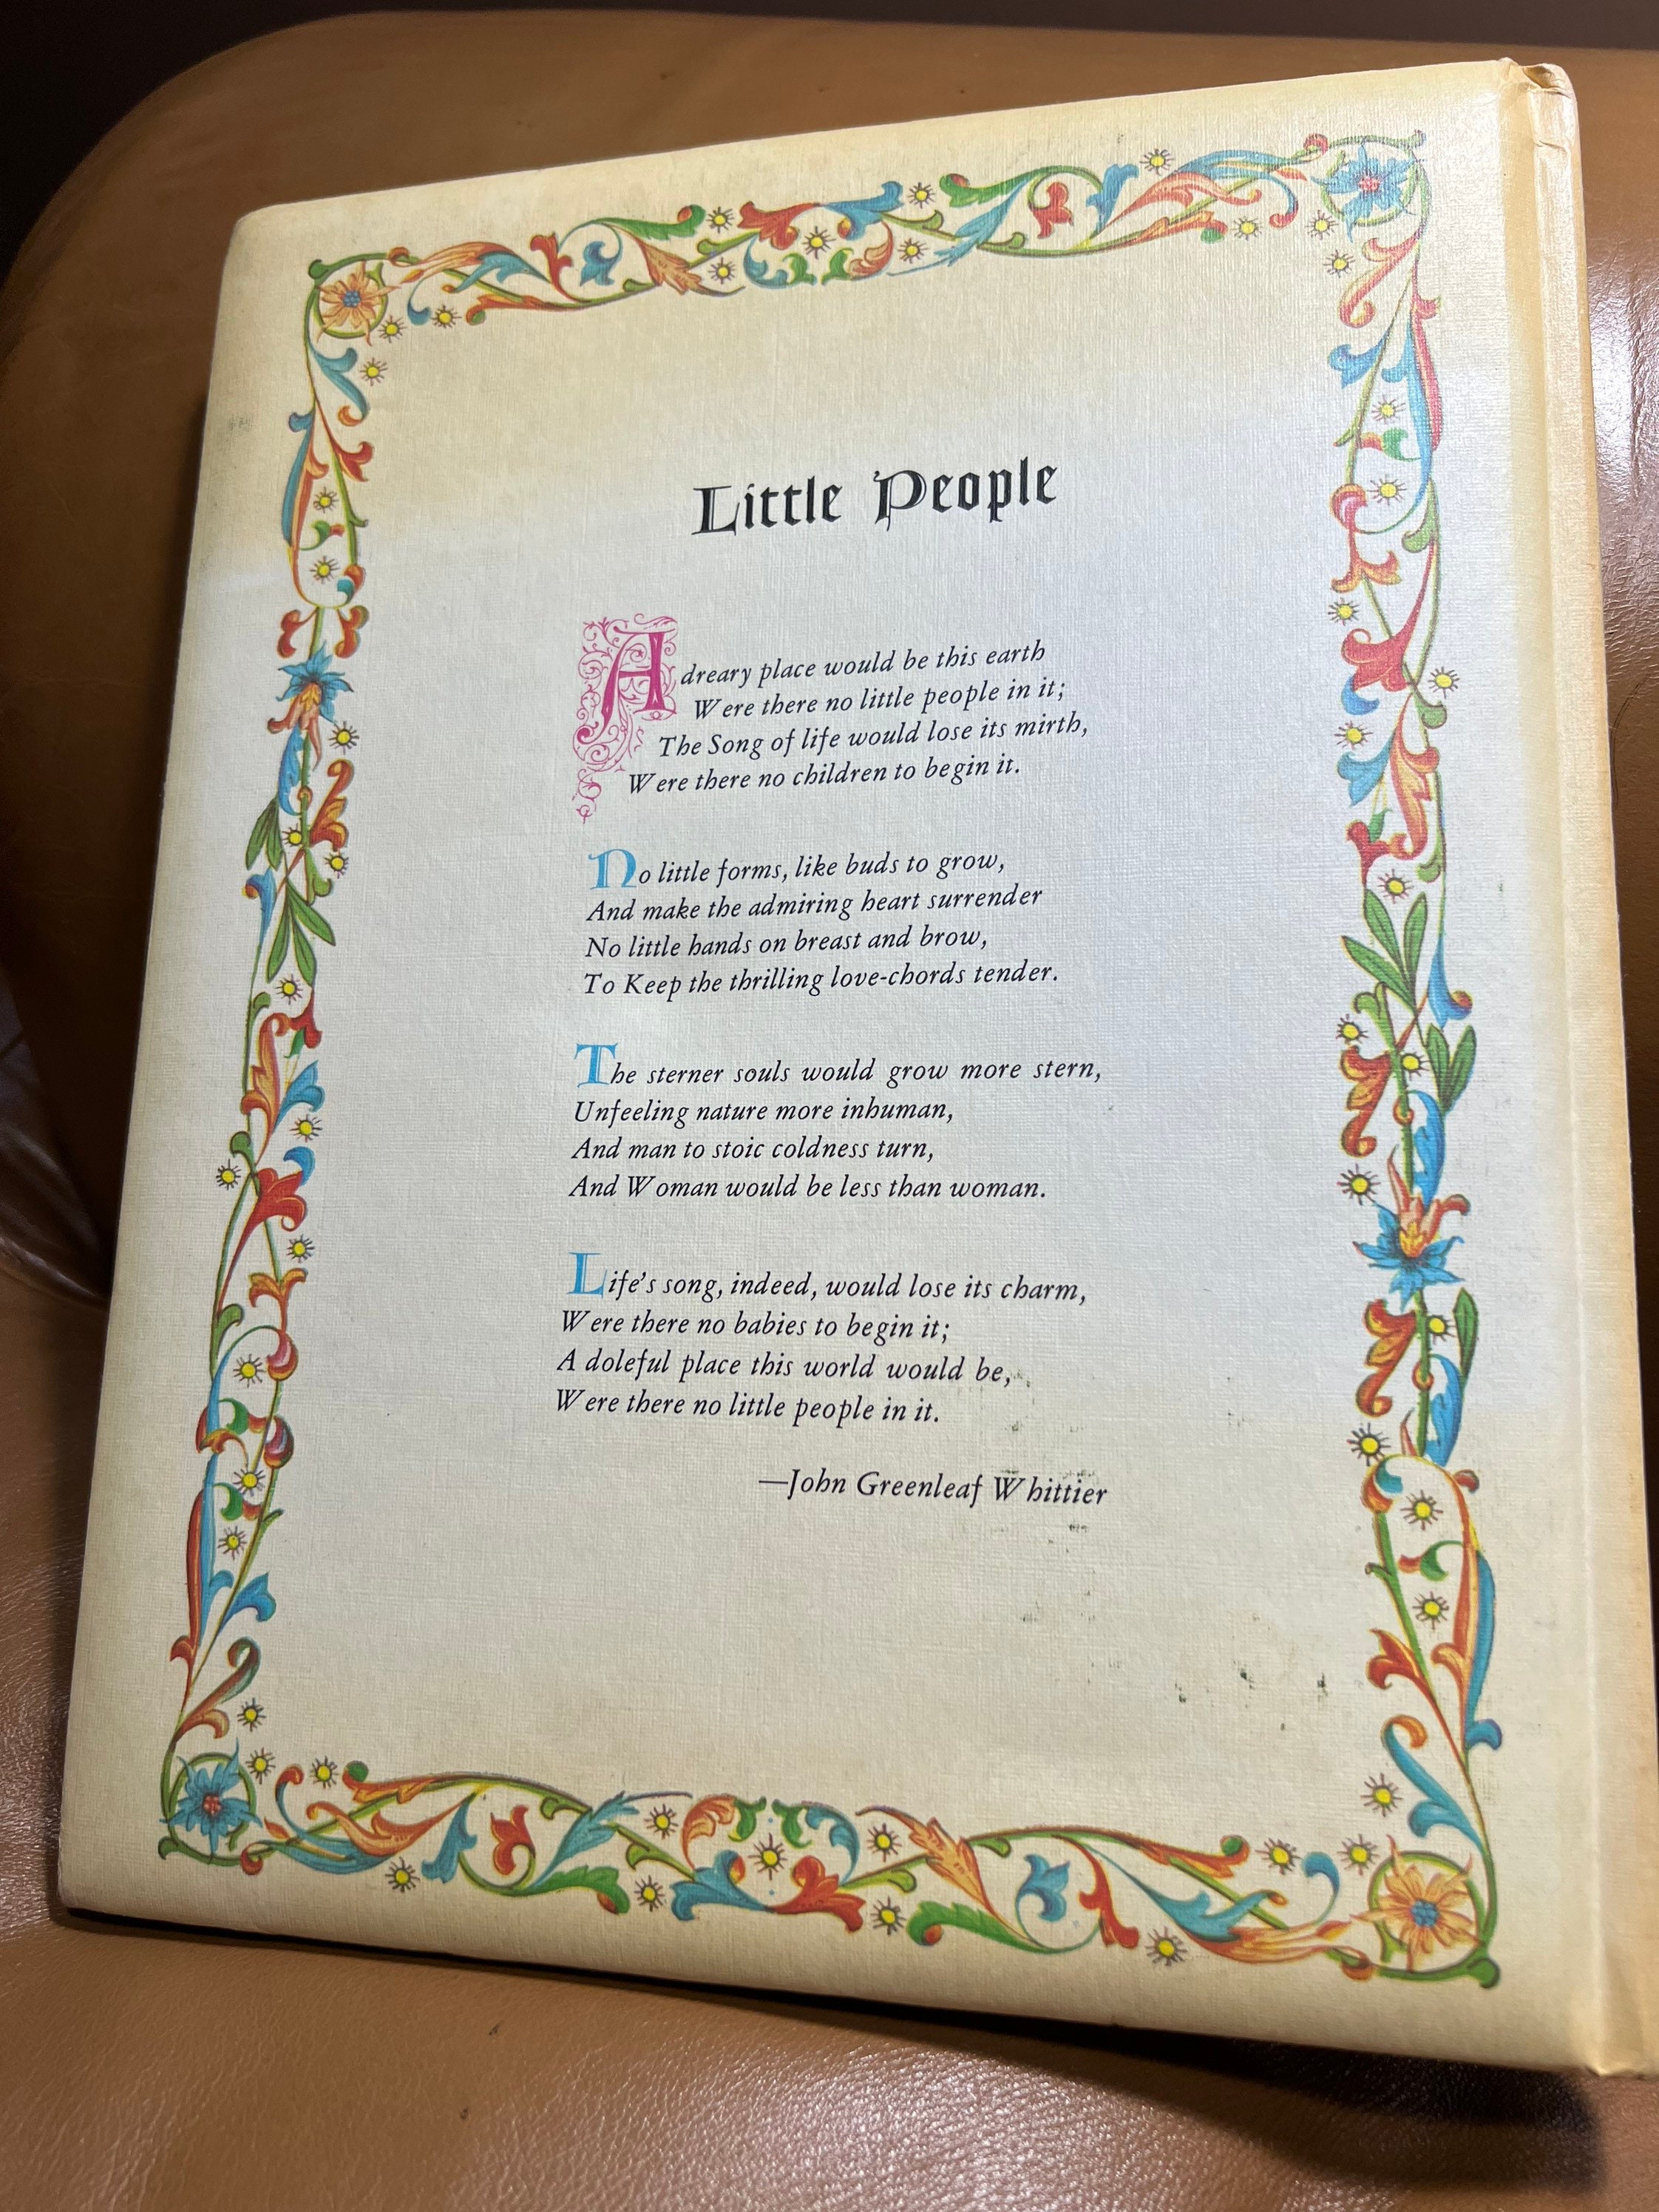 Little People
A dreary place would be this earth
Were there no little people in it;
The Song of life would lose its mirth,
Were there no children to begin it.
No little forms, like buds to grow,
And make the admiring heart surrender
No little hands on breast and brow,
To Keep the thrilling love-chords tender.
The sterner souls would grow more stern,
Unfeeling nature more inhuman,
And man to stoic coldness turn,
And Woman would be less than woman.
Life's song, indeed, would lose its charm,
Were there no babies to begin it;
A doleful place this world would be,
Were there no little people in it.
—John Greenleaf Whittier